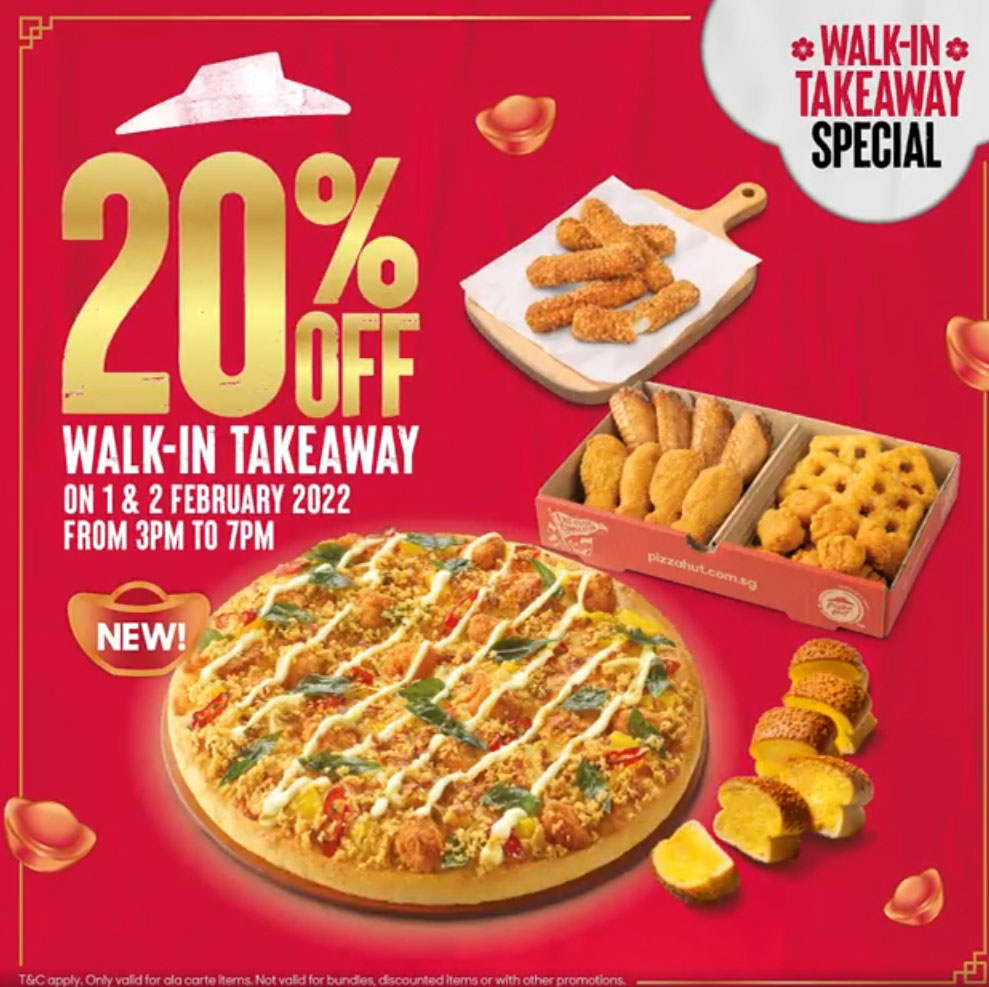 WALK-IN
TAKEAWAY
SPECIAL
20%
OFF
WALK-IN TAKEAWAY
ON 1 & 2 FEBRUARY 2022
FROM 3PM TO 7PM
NEW!
pizzahut.com.sg
Pizza
Hut
T&C apply. Only valid for ala carte items. Not valid for bundles, discounted items or with other promotions.